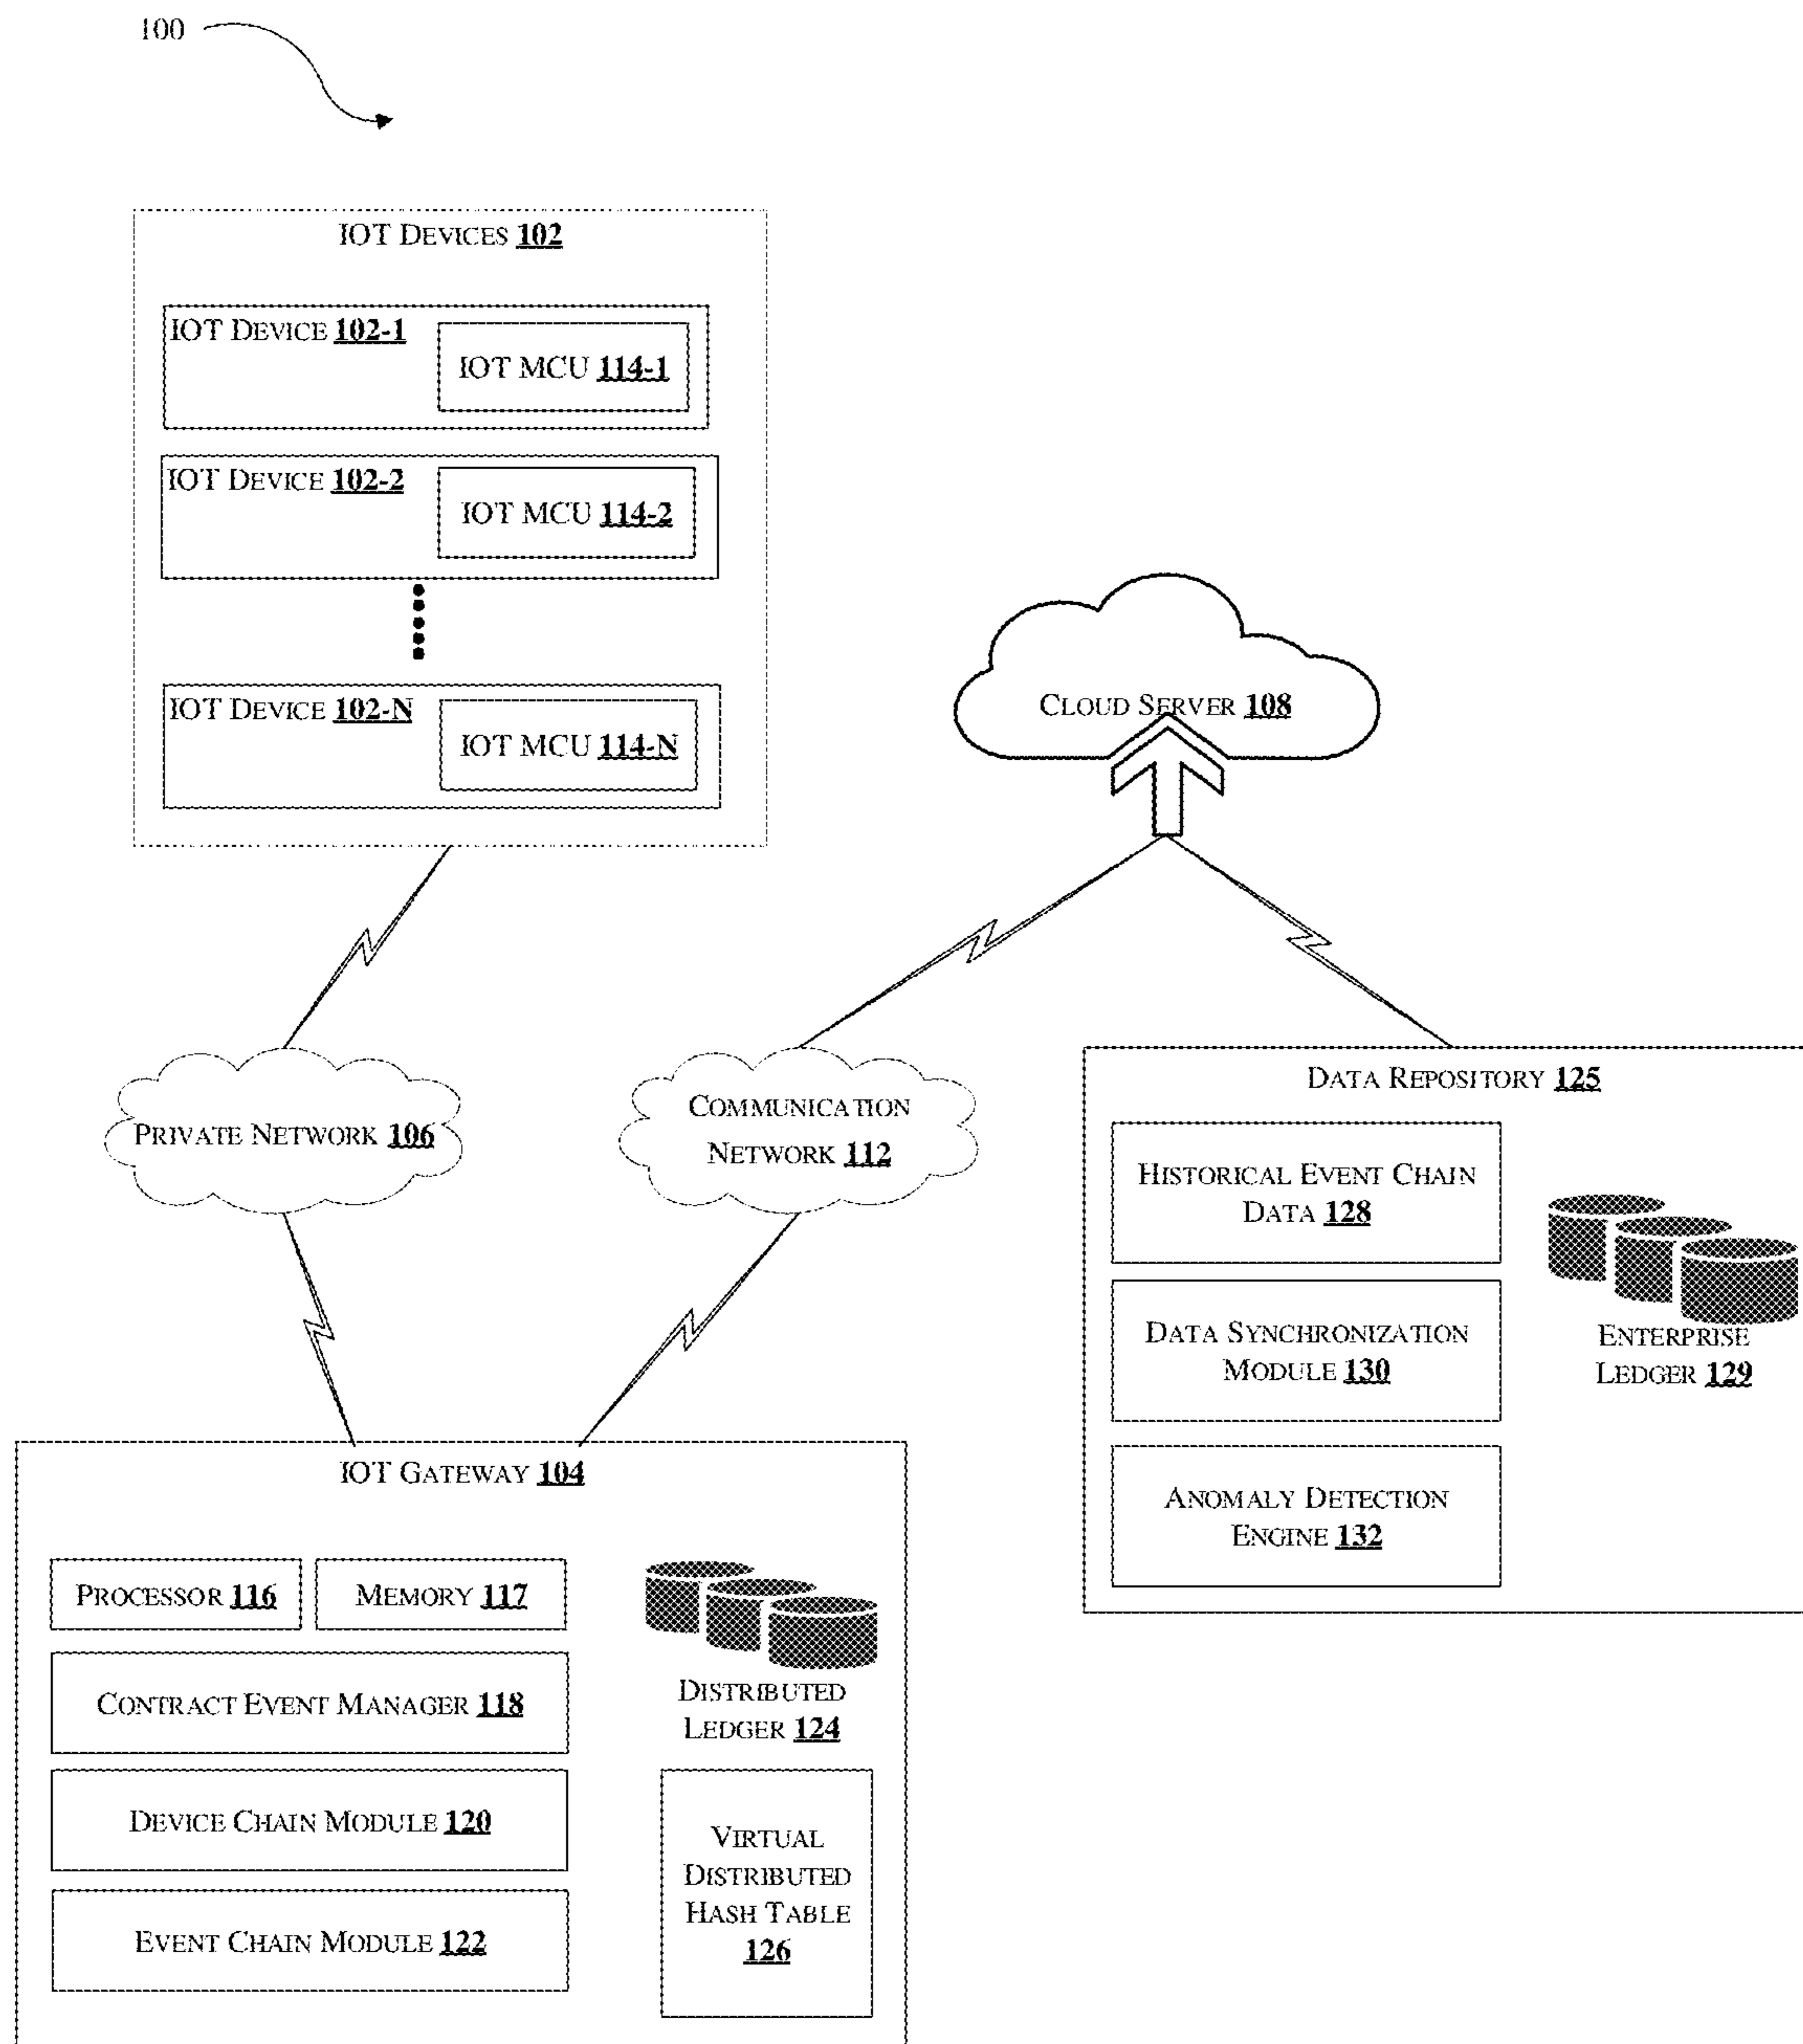 100
IOT DEVICES 102
IOT DEVICE 102-1
IOT MCU 114-1
IOT DEVICE 102-2
IOT MCU 114-2
IOT DEVICE 102-N
IOT MCU 114-N
CLOUD SERVER 108
PRIVATE NETWORK 106
COMMUNICATION
NETWORK 112
DATA REPOSITORY 125
HISTORICAL EVENT CHAIN
DATA 128
DATA SYNCHRONIZATION
MODULE 130
ANOMALY DETECTION
ENGINE 132
ENTERPRISE
LEDGER 129
IOT GATEWAY 104
PROCESSOR 116
MEMORY 117
CONTRACT EVENT MANAGER 118
DEVICE CHAIN MODULE 120
EVENT CHAIN MODULE 122
DISTRIBUTED
LEDGER 124
VIRTUAL
DISTRIBUTED
HASH TABLE
126